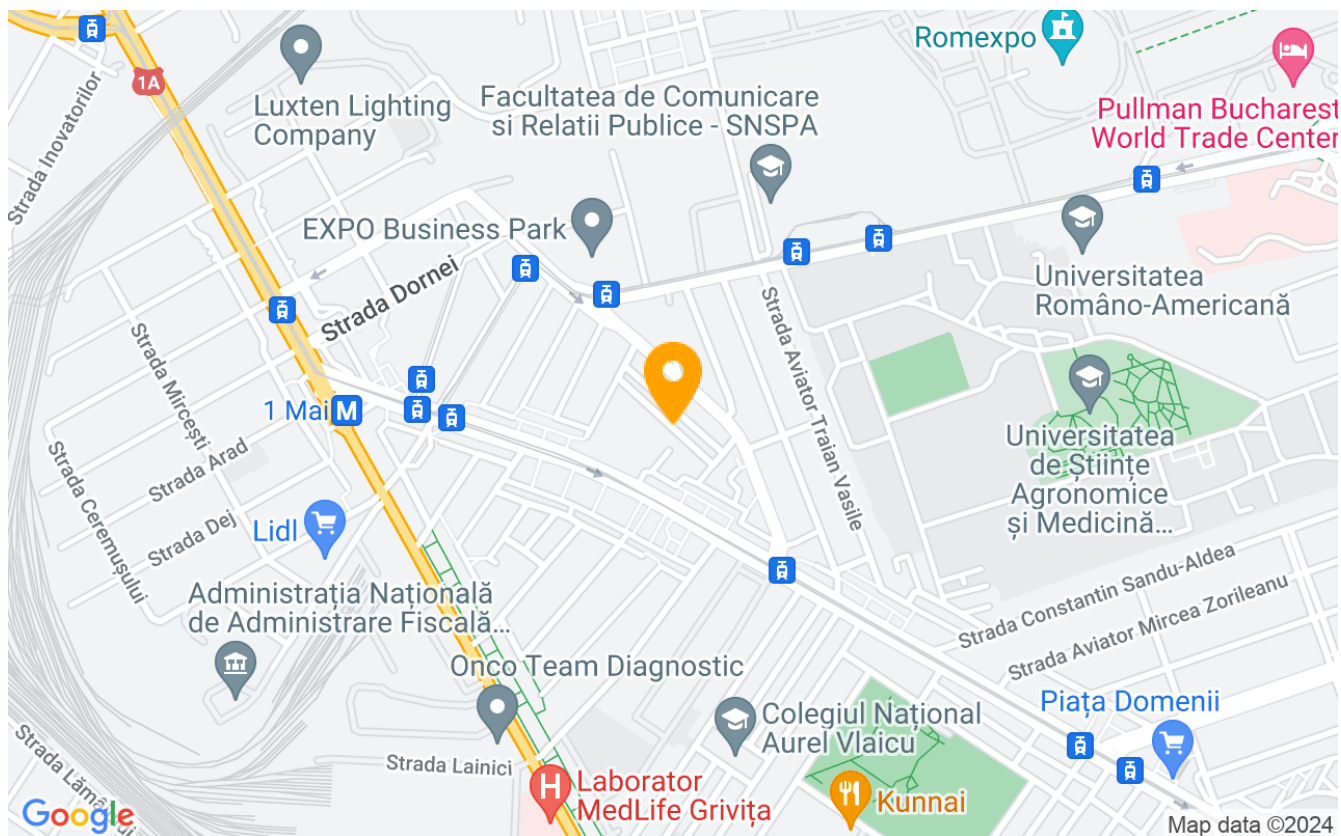 Romexpo
1A
Strada Inovatorilor
Luxten Lighting
Company
Facultatea de Comunicare
si Relatii Publice - SNSPA
Pullman Bucharest
World Trade Center
EXPO Business Park
Strada Dornei
Universitatea
Româno-Americană
Strada Aviator Traian Vasile
Strada Mircești
1 Mai
M
Strada Arad
Strada Ceremușului
Strada Dej
Lidl
Universitatea
de Științe
Agronomice
și Medicină...
Administrația Națională
de Administrare Fiscală...
Strada Constantin Sandu-Aldea
Strada Aviator Mircea Zorileanu
Onco Team Diagnostic
Piața Domenii
Colegiul Național
Aurel Vlaicu
Strada Lainici
H
Laborator
MedLife Grivița
Kunnai
Google
Map data ©2024